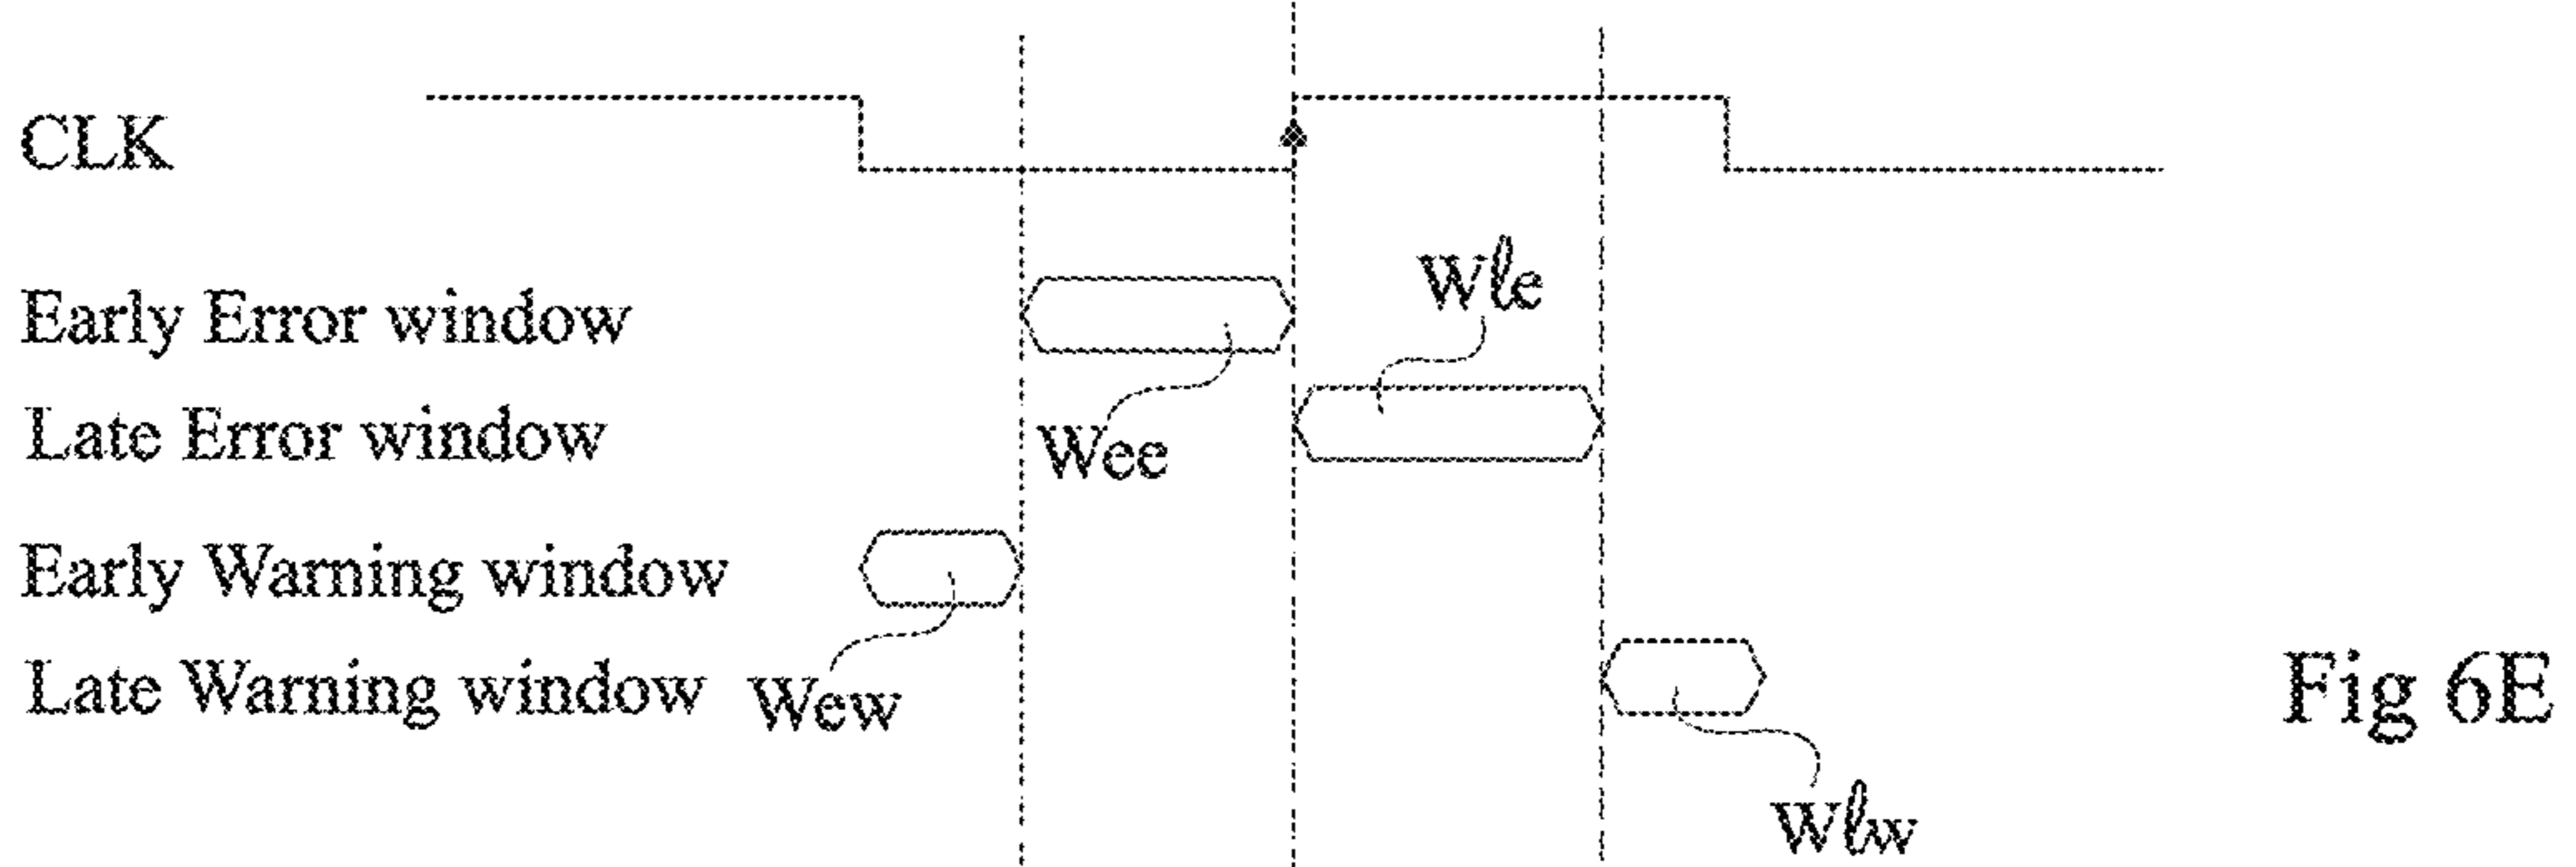 CLK
Early Error window
Wℓe
Late Error window
Wee
Early Warning window
Late Warning window
Wew
Wℓw
Fig 6E